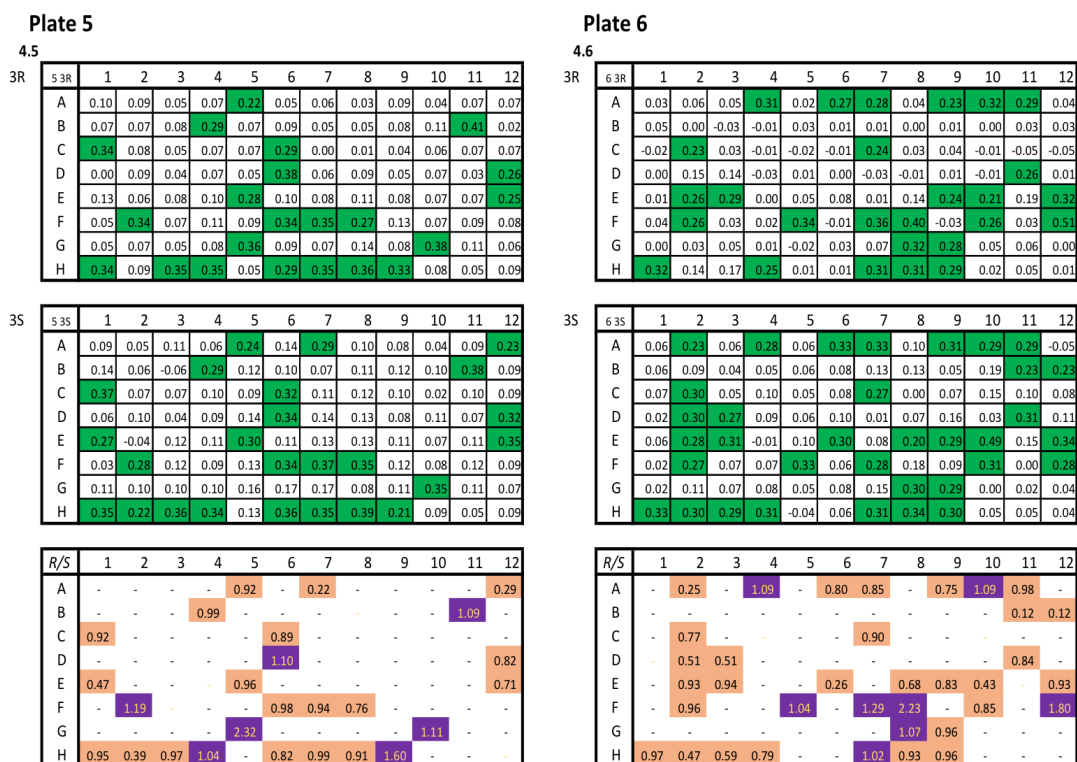 Plate 5 Plate 6
4.5 4.6
3R 5 3R 1 2 3 4 5 6 7 8 9 10 11 12
A 0.10 0.09 0.05 0.07 0.22 0.05 0.06 0.03 0.09 0.04 0.07 0.07
B 0.07 0.07 0.08 0.29 0.07 0.09 0.05 0.05 0.08 0.11 0.41 0.02
C 0.34 0.08 0.05 0.07 0.07 0.29 0.00 0.01 0.04 0.06 0.07 0.07
D 0.00 0.09 0.04 0.07 0.05 0.38 0.06 0.09 0.05 0.07 0.03 0.26
E 0.13 0.06 0.08 0.10 0.28 0.10 0.08 0.11 0.08 0.07 0.07 0.25
F 0.05 0.34 0.07 0.11 0.09 0.34 0.35 0.27 0.13 0.07 0.09 0.08
G 0.05 0.07 0.05 0.08 0.36 0.09 0.07 0.14 0.08 0.38 0.11 0.06
H 0.34 0.09 0.35 0.35 0.05 0.29 0.35 0.36 0.33 0.08 0.05 0.09
3R 6 3R 1 2 3 4 5 6 7 8 9 10 11 12
A 0.03 0.06 0.05 0.31 0.02 0.27 0.28 0.04 0.23 0.32 0.29 0.04
B 0.05 0.00 -0.03 -0.01 0.03 0.01 0.01 0.00 0.01 0.00 0.03 0.03
C -0.02 0.23 0.03 -0.01 -0.02 -0.01 0.24 0.03 0.04 -0.01 -0.05 -0.05
D 0.00 0.15 0.14 -0.03 0.01 0.00 -0.03 -0.01 0.01 -0.01 0.26 0.01
E 0.01 0.26 0.29 0.00 0.05 0.08 0.01 0.14 0.24 0.21 0.19 0.32
F 0.04 0.26 0.03 0.02 0.34 -0.01 0.36 0.40 -0.03 0.26 0.03 0.51
G 0.00 0.03 0.05 0.01 -0.02 0.03 0.07 0.32 0.28 0.05 0.06 0.00
H 0.32 0.14 0.17 0.25 0.01 0.01 0.31 0.31 0.29 0.02 0.05 0.01
3S 5 3S 1 2 3 4 5 6 7 8 9 10 11 12
A 0.09 0.05 0.11 0.06 0.24 0.14 0.29 0.10 0.08 0.04 0.09 0.23
B 0.14 0.06 -0.06 0.29 0.12 0.10 0.07 0.11 0.12 0.10 0.38 0.09
C 0.37 0.07 0.07 0.10 0.09 0.32 0.11 0.12 0.10 0.02 0.10 0.09
D 0.06 0.10 0.04 0.09 0.14 0.34 0.14 0.13 0.08 0.11 0.07 0.32
E 0.27 -0.04 0.12 0.11 0.30 0.11 0.13 0.13 0.11 0.07 0.11 0.35
F 0.03 0.28 0.12 0.09 0.13 0.34 0.37 0.35 0.12 0.08 0.12 0.09
G 0.11 0.10 0.10 0.10 0.16 0.17 0.17 0.08 0.11 0.35 0.11 0.07
H 0.35 0.22 0.36 0.34 0.13 0.36 0.35 0.39 0.21 0.09 0.05 0.09
3S 6 3S 1 2 3 4 5 6 7 8 9 10 11 12
A 0.06 0.23 0.06 0.28 0.06 0.33 0.33 0.10 0.31 0.29 0.29 -0.05
B 0.06 0.09 0.04 0.05 0.06 0.08 0.13 0.13 0.05 0.19 0.23 0.23
C 0.07 0.30 0.05 0.10 0.05 0.08 0.27 0.00 0.07 0.15 0.10 0.08
D 0.02 0.30 0.27 0.09 0.06 0.10 0.01 0.07 0.16 0.03 0.31 0.11
E 0.06 0.28 0.31 -0.01 0.10 0.30 0.08 0.20 0.29 0.49 0.15 0.34
F 0.02 0.27 0.07 0.07 0.33 0.06 0.28 0.18 0.09 0.31 0.00 0.28
G 0.02 0.11 0.07 0.08 0.05 0.08 0.15 0.30 0.29 0.00 0.02 0.04
H 0.33 0.30 0.29 0.31 -0.04 0.06 0.31 0.34 0.30 0.05 0.05 0.04
R/S 1 2 3 4 5 6 7 8 9 10 11 12
A - - - - 0.92 - 0.22 - - - - 0.29
B - - - 0.99 - - - - - - 1.09 -
C 0.92 - - - - 0.89 - - - - - -
D - - - - - 1.10 - - - - - 0.82
E 0.47 - - - 0.96 - - - - - - 0.71
F - 1.19 - - - 0.98 0.94 0.76 - - - -
G - - - - 2.32 - - - - 1.11 - -
H 0.95 0.39 0.97 1.04 - 0.82 0.99 0.91 1.60 - - -
R/S 1 2 3 4 5 6 7 8 9 10 11 12
A - 0.25 - 1.09 - 0.80 0.85 - 0.75 1.09 0.98 -
B - - - - - - - - - - 0.12 0.12
C - 0.77 - - - - 0.90 - - - - -
D - 0.51 0.51 - - - - - - - 0.84 -
E - 0.93 0.94 - - 0.26 - 0.68 0.83 0.43 - 0.93
F - 0.96 - - 1.04 - 1.29 2.23 - 0.85 - 1.80
G - - - - - - - 1.07 0.96 - - -
H 0.97 0.47 0.59 0.79 - - 1.02 0.93 0.96 - - -